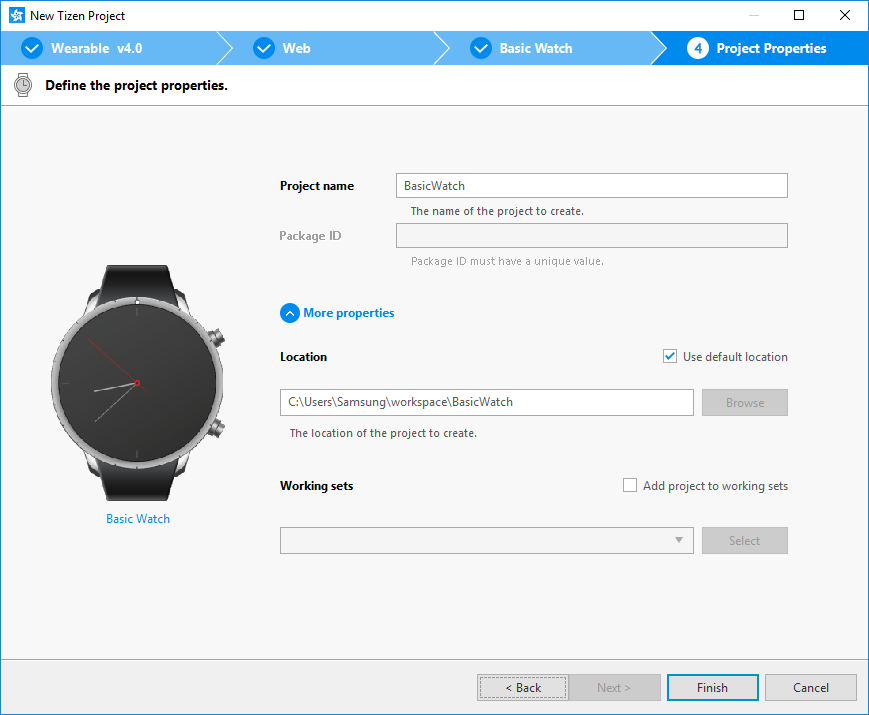 New Tizen Project
Wearable v4.0
Web
Basic Watch
4 Project Properties
Define the project properties.
Project name
BasicWatch
The name of the project to create.
Package ID
Package ID must have a unique value.
More properties
Location
Use default location
C:\Users\Samsung\workspace\BasicWatch
Browse
The location of the project to create.
Working sets
Add project to working sets
Select
Basic Watch
< Back
Next >
Finish
Cancel